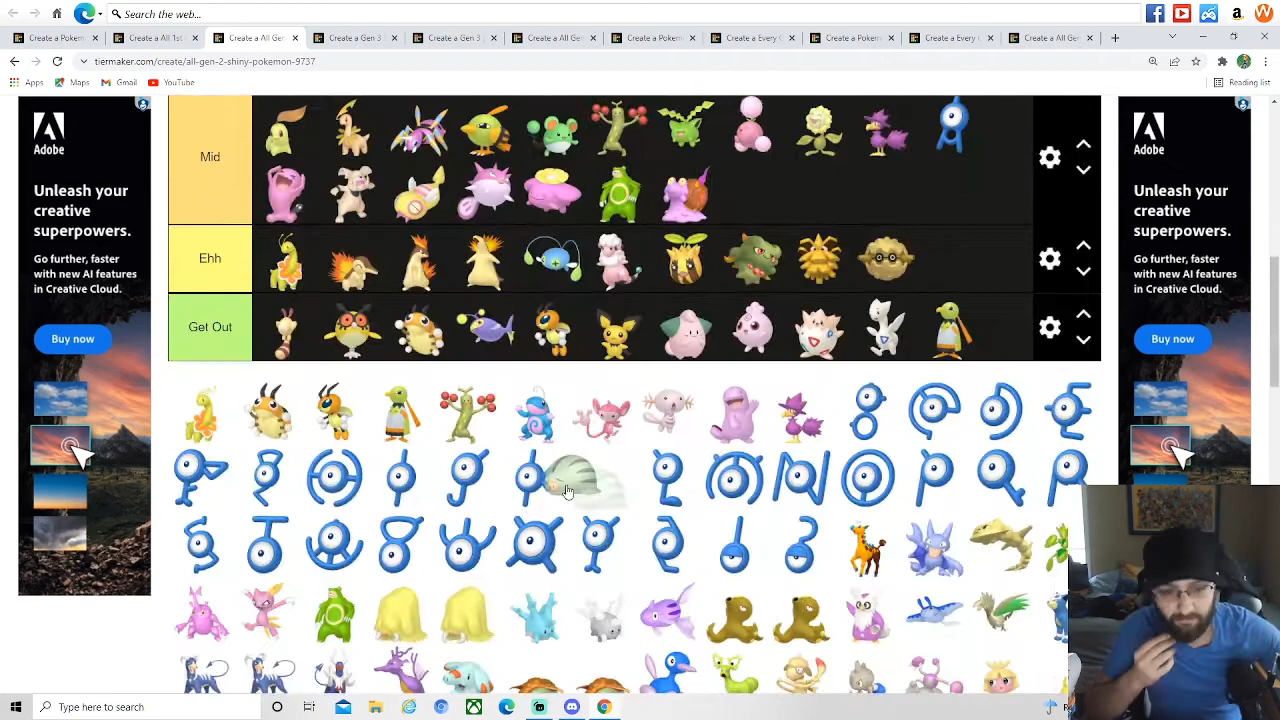 Search the web...
Create a Pokem
Create a All 1st
Create a All Gen
Create a Gen 3
Create a Gen 3
Create a All Gen
Create a Pokem
Create a Every
Create a Pokem
Create a Every
Create a All Gen
tiermaker.com/create/all-gen-2-shiny-pokemon-9737
Apps
Maps
Gmail
YouTube
Reading list
Adobe
Unleash your
creative
superpowers.
Go further, faster
with new AI features
in Creative Cloud.
Buy now
Mid
Ehh
Get Out
Adobe
Unleash your
creative
superpowers.
Go further, faster
with new AI features
in Creative Cloud.
Buy now
Type here to search